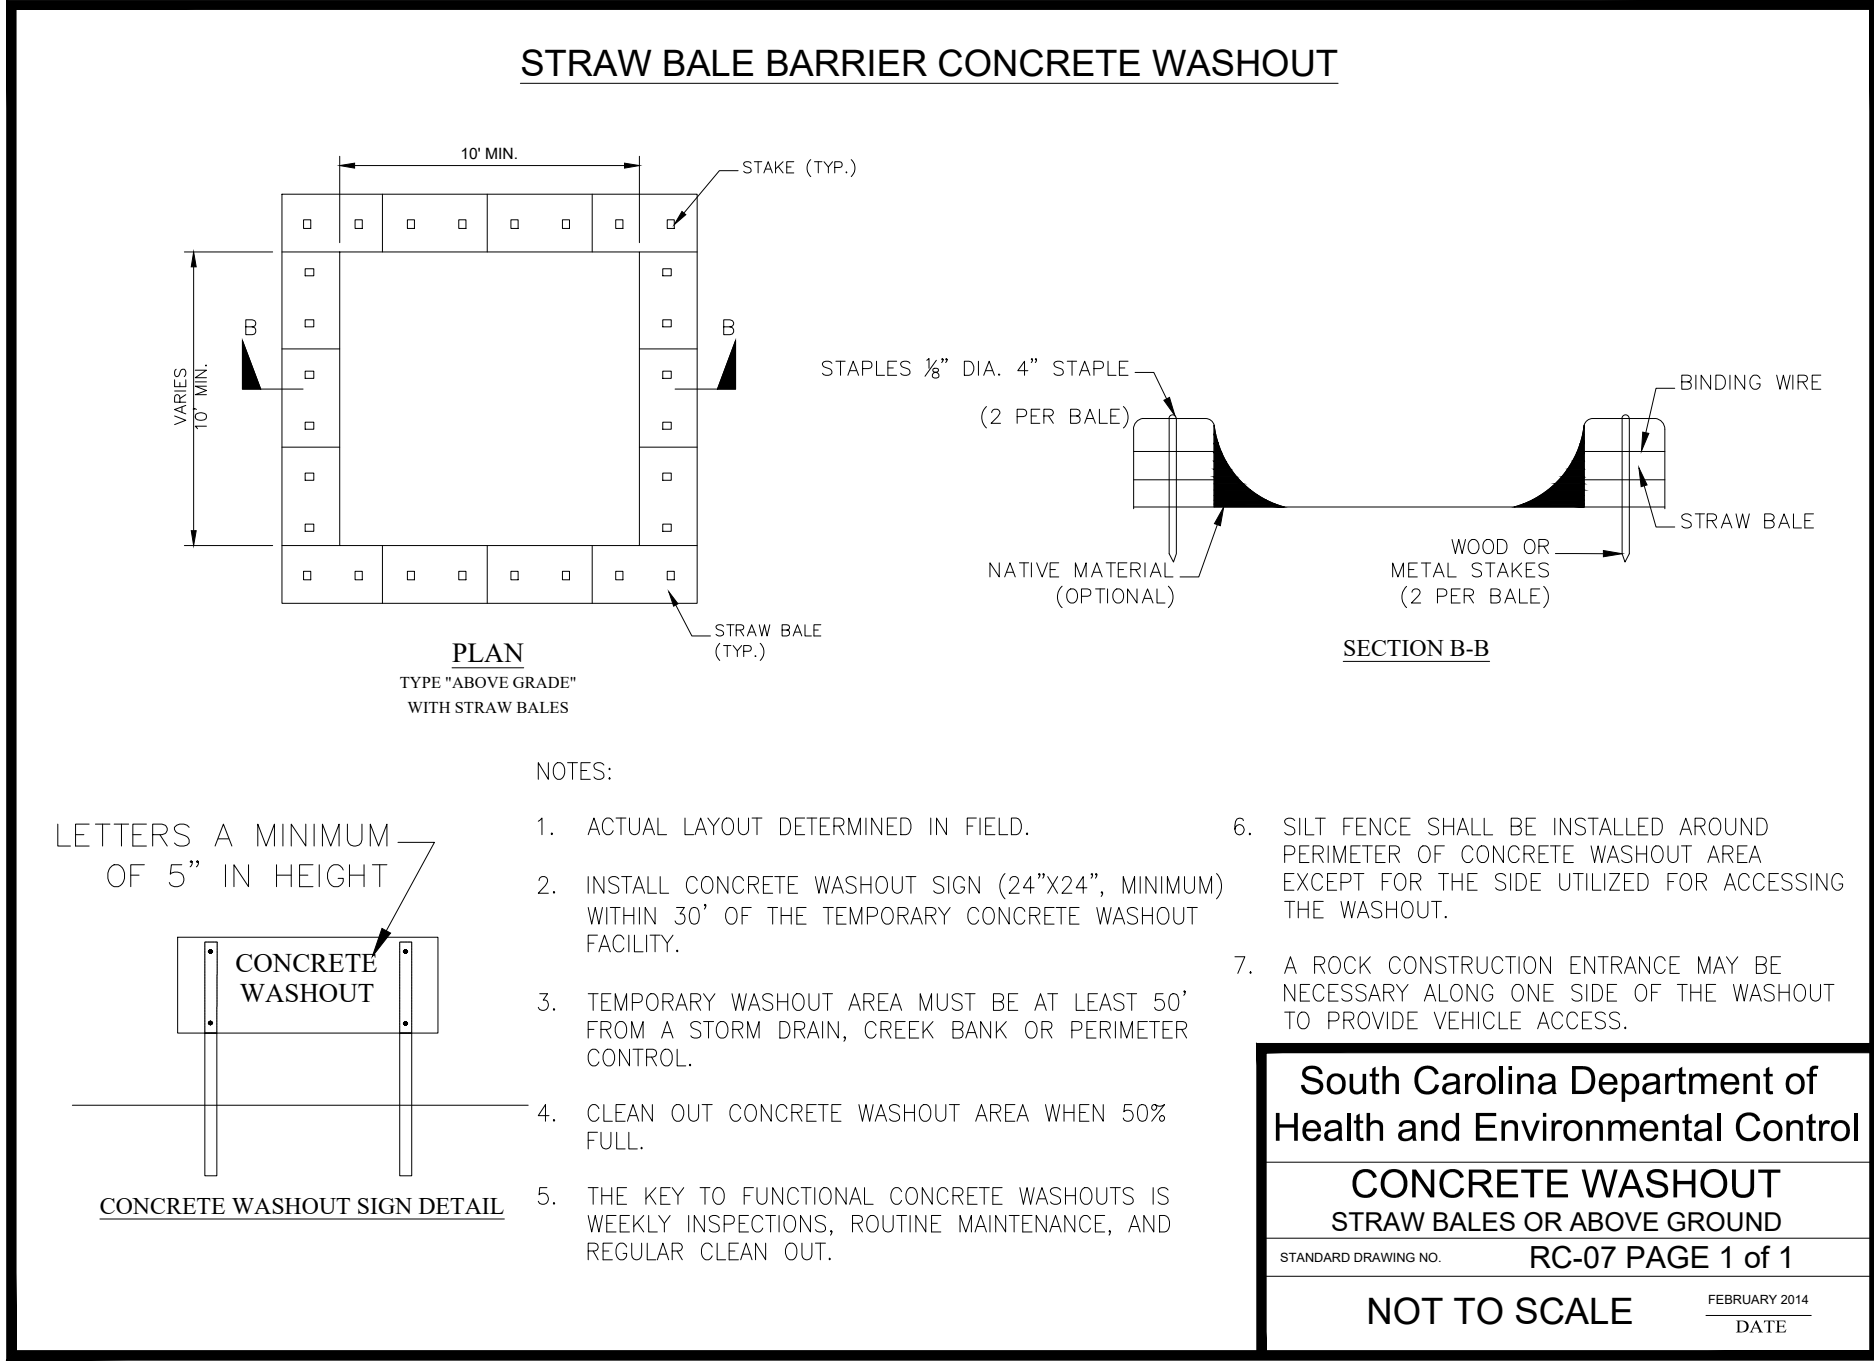 STRAW BALE BARRIER CONCRETE WASHOUT
10' MIN.
STAKE (TYP.)
B
B
VARIES
10' MIN.
STRAW BALE
(TYP.)
PLAN
TYPE "ABOVE GRADE"
WITH STRAW BALES
STAPLES ⅛" DIA. 4" STAPLE
(2 PER BALE)
BINDING WIRE
STRAW BALE
NATIVE MATERIAL
(OPTIONAL)
WOOD OR
METAL STAKES
(2 PER BALE)
SECTION B-B
LETTERS A MINIMUM
OF 5" IN HEIGHT
CONCRETE
WASHOUT
CONCRETE WASHOUT SIGN DETAIL
NOTES:
1. ACTUAL LAYOUT DETERMINED IN FIELD.
2. INSTALL CONCRETE WASHOUT SIGN (24"X24", MINIMUM)
WITHIN 30' OF THE TEMPORARY CONCRETE WASHOUT
FACILITY.
3. TEMPORARY WASHOUT AREA MUST BE AT LEAST 50'
FROM A STORM DRAIN, CREEK BANK OR PERIMETER
CONTROL.
4. CLEAN OUT CONCRETE WASHOUT AREA WHEN 50%
FULL.
5. THE KEY TO FUNCTIONAL CONCRETE WASHOUTS IS
WEEKLY INSPECTIONS, ROUTINE MAINTENANCE, AND
REGULAR CLEAN OUT.
6. SILT FENCE SHALL BE INSTALLED AROUND
PERIMETER OF CONCRETE WASHOUT AREA
EXCEPT FOR THE SIDE UTILIZED FOR ACCESSING
THE WASHOUT.
7. A ROCK CONSTRUCTION ENTRANCE MAY BE
NECESSARY ALONG ONE SIDE OF THE WASHOUT
TO PROVIDE VEHICLE ACCESS.
South Carolina Department of
Health and Environmental Control
CONCRETE WASHOUT
STRAW BALES OR ABOVE GROUND
STANDARD DRAWING NO. RC-07 PAGE 1 of 1
NOT TO SCALE
FEBRUARY 2014
DATE